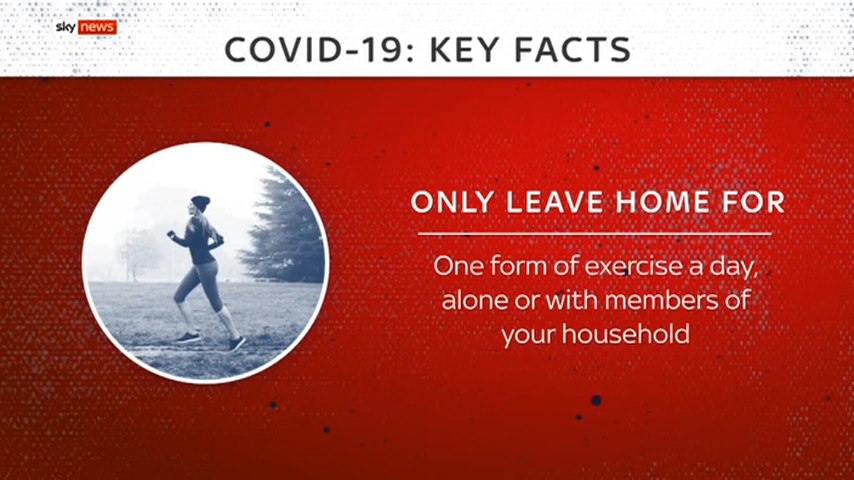 sky news
COVID-19: KEY FACTS
ONLY LEAVE HOME FOR
One form of exercise a day,
alone or with members of
your household